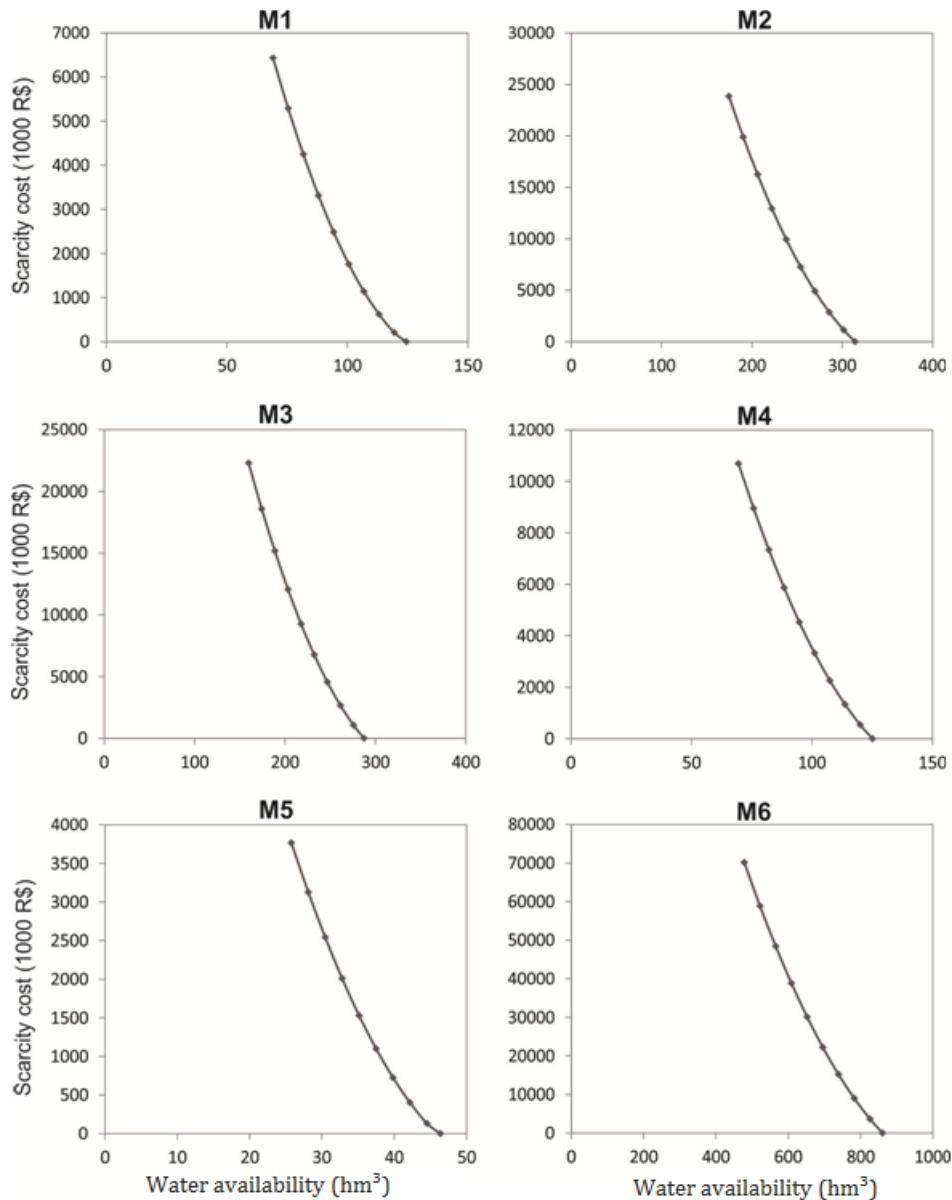 M1
M2
7000
6000
5000
4000
3000
2000
1000
0
0 50 100 150
Scarcity cost (1000 R$)
30000
25000
20000
15000
10000
5000
0
0 100 200 300 400
M3
M4
25000
20000
15000
10000
5000
0
0 100 200 300 400
Scarcity cost (1000 R$)
12000
10000
8000
6000
4000
2000
0
0 50 100 150
M5
M6
4000
3500
3000
2500
2000
1500
1000
500
0
0 10 20 30 40 50
Scarcity cost (1000 R$)
Water availability (hm³)
80000
70000
60000
50000
40000
30000
20000
10000
0
0 200 400 600 800 1000
Water availability (hm³)